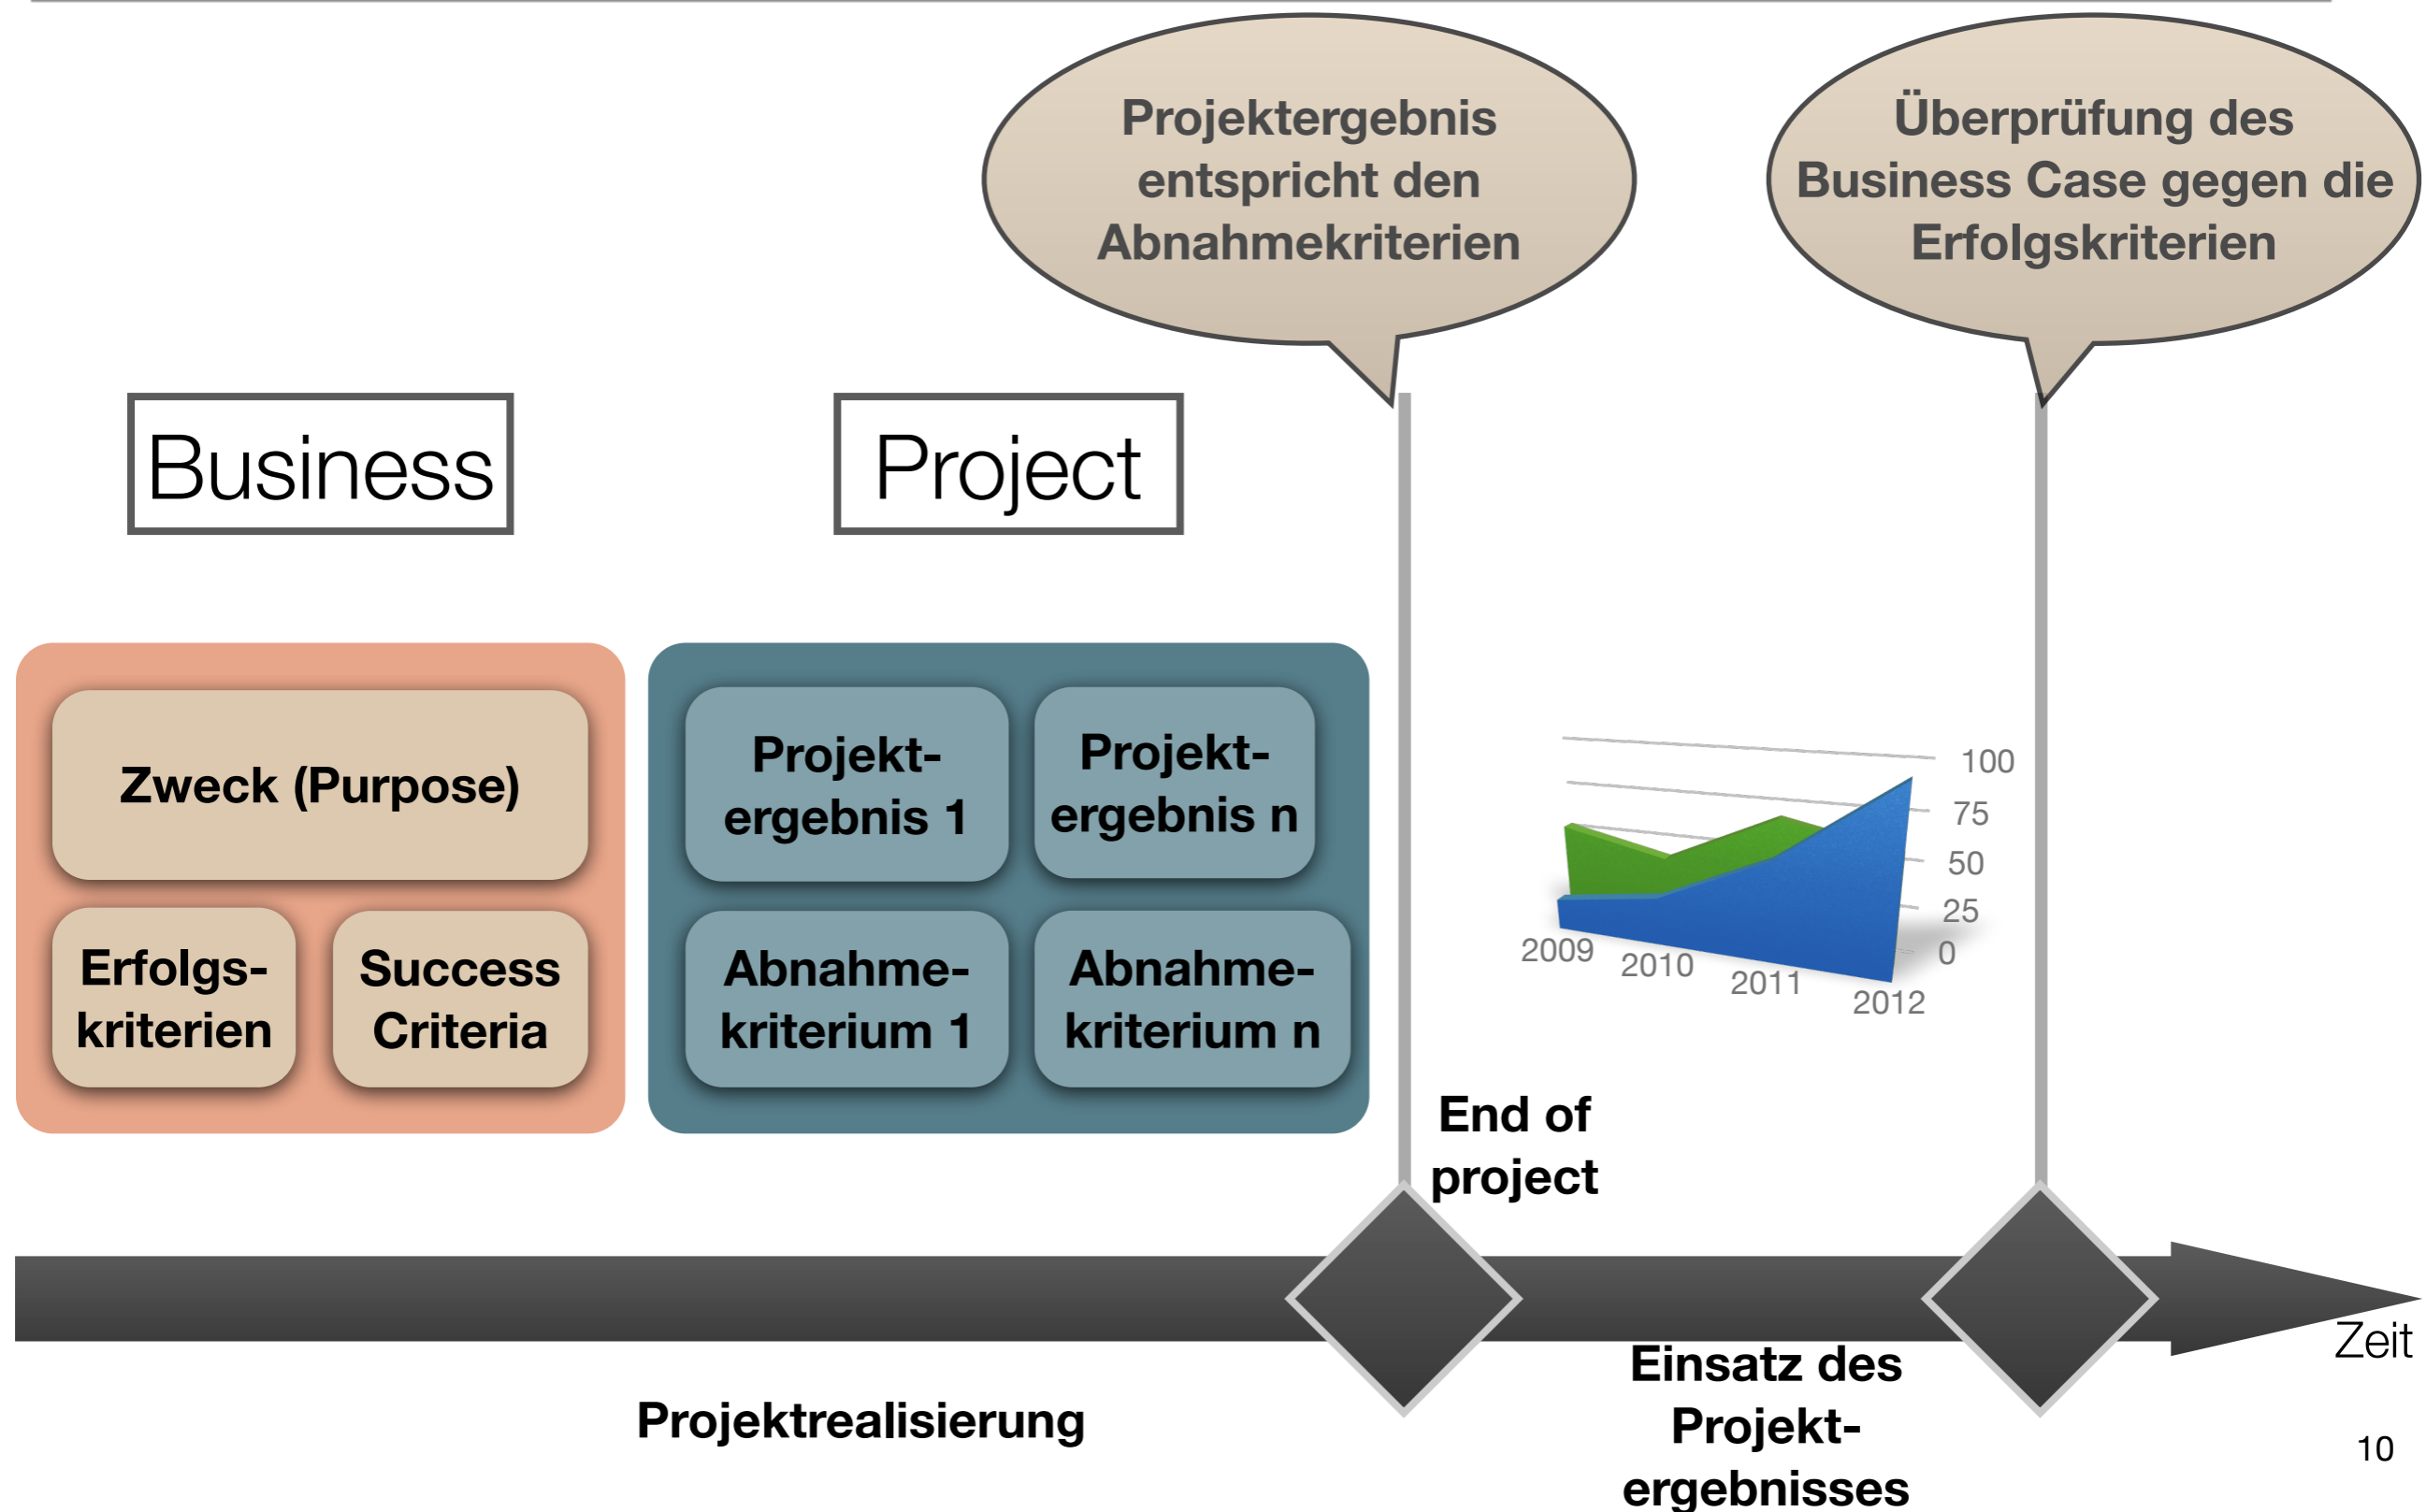 Projektergebnis
entspricht den
Abnahmekriterien
Überprüfung des
Business Case gegen die
Erfolgskriterien
Business
Project
Zweck (Purpose)
Erfolgs-
kriterien
Success
Criteria
Projekt-
ergebnis 1
Projekt-
ergebnis n
Abnahme-
kriterium 1
Abnahme-
kriterium n
100
75
50
25
0
2009
2010
2011
2012
End of
project
Zeit
Projektrealisierung
Einsatz des
Projekt-
ergebnisses
10